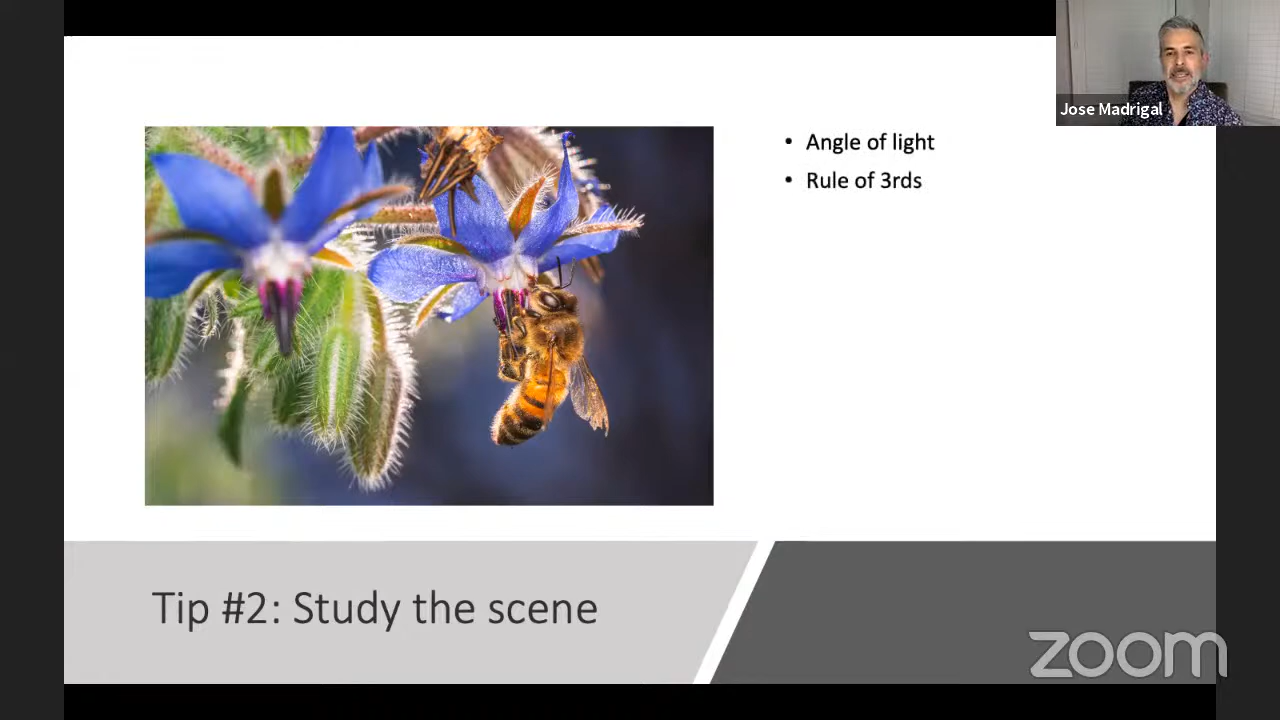 Jose Madrigal
• Angle of light
• Rule of 3rds
Tip #2: Study the scene
zoom